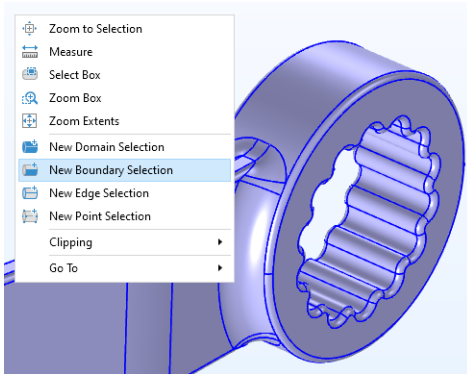 Zoom to Selection
Measure
Select Box
Zoom Box
Zoom Extents
New Domain Selection
New Boundary Selection
New Edge Selection
New Point Selection
Clipping
Go To